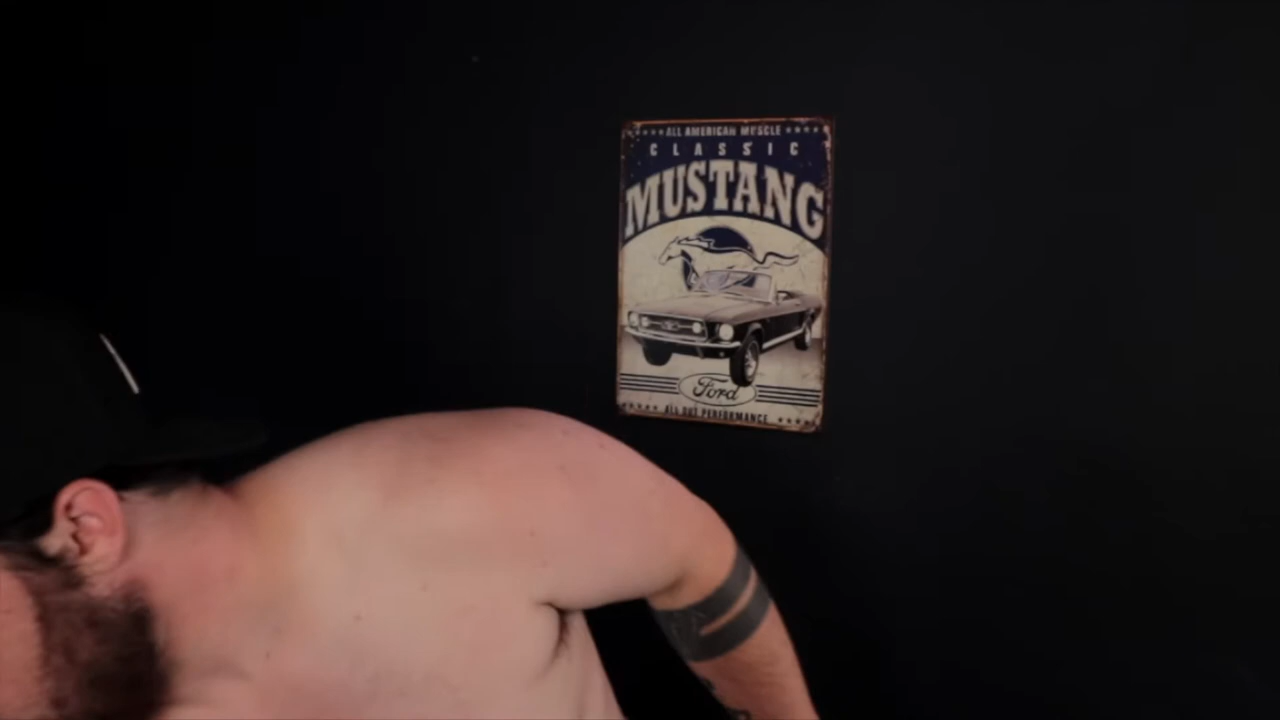 ALL AMERICAN MUSCLE
CLASSIC
MUSTANG
Ford
ALL OUT PERFORMANCE